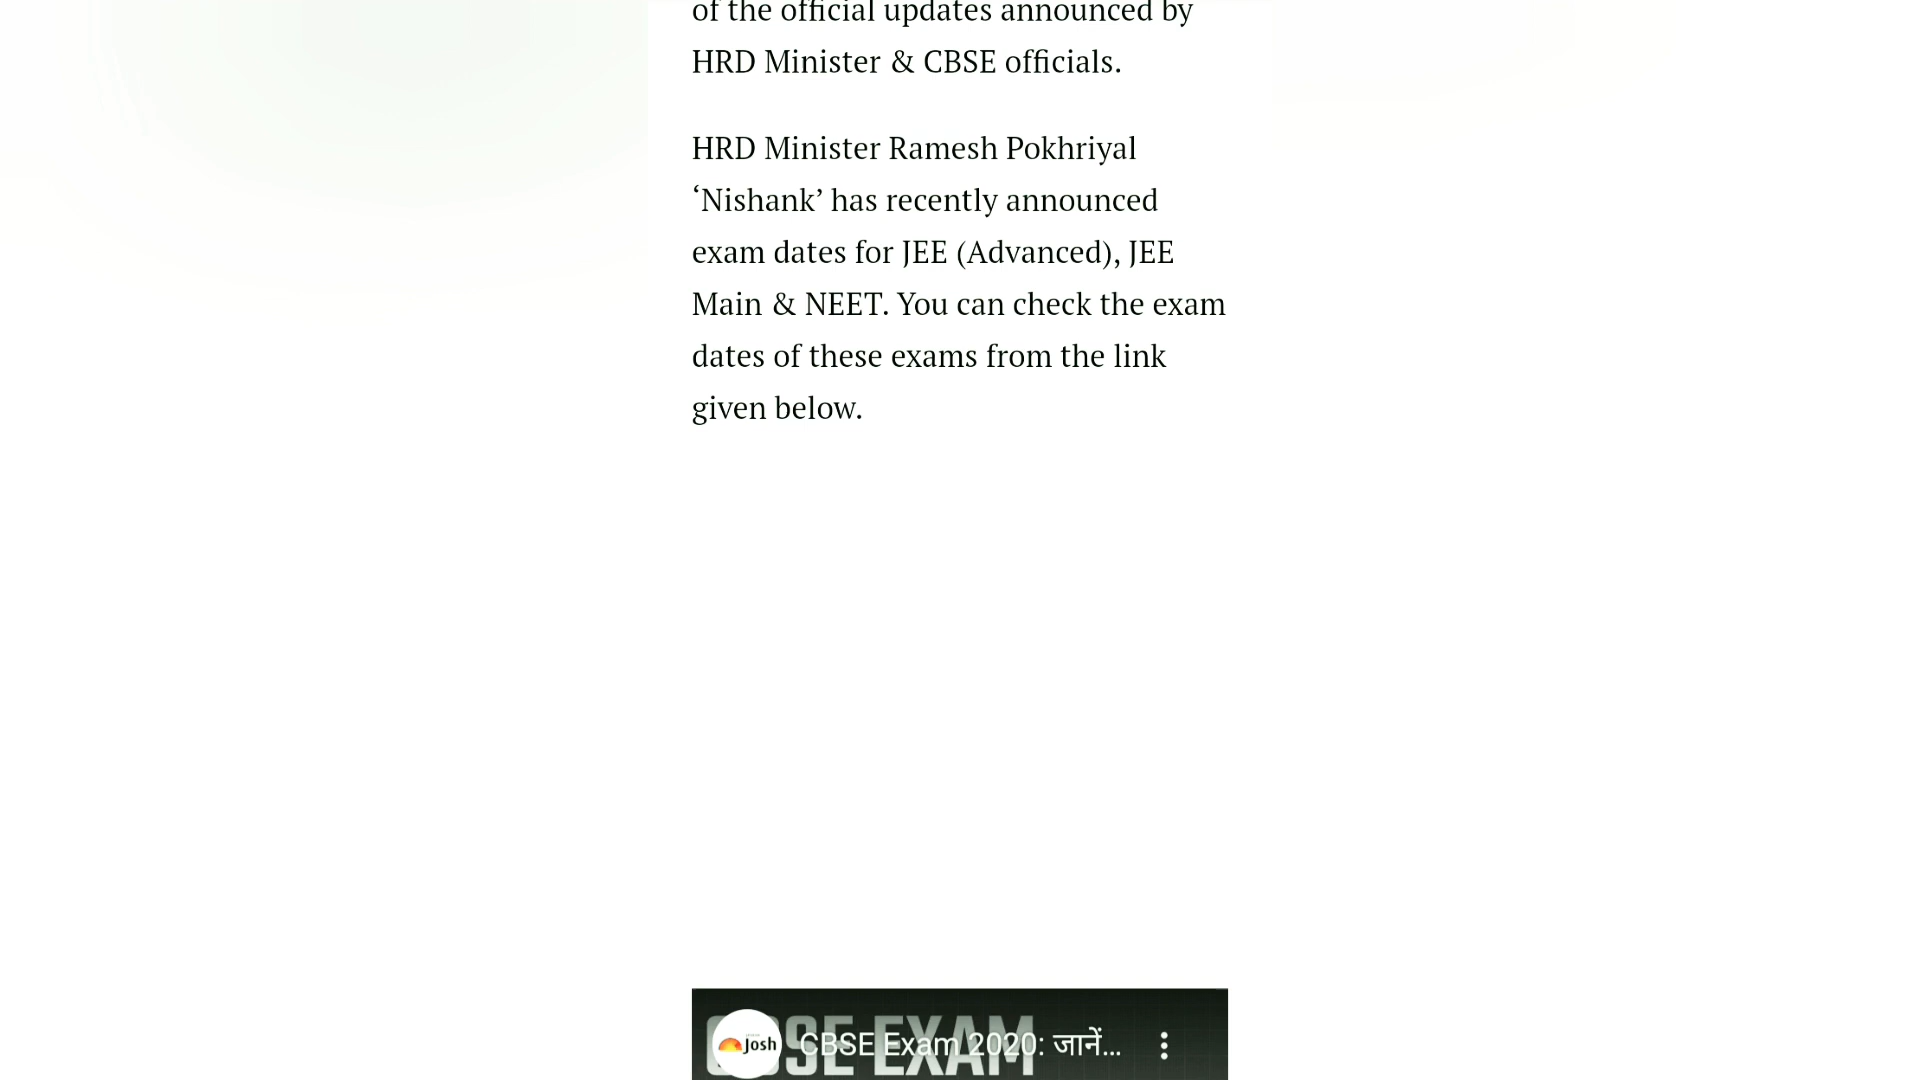 of the official updates announced by
HRD Minister & CBSE officials.
HRD Minister Ramesh Pokhriyal
‘Nishank’ has recently announced
exam dates for JEE (Advanced), JEE
Main & NEET. You can check the exam
dates of these exams from the link
given below.
Josh
CBSE Exam 2020: जानें...
CBSE EXAM